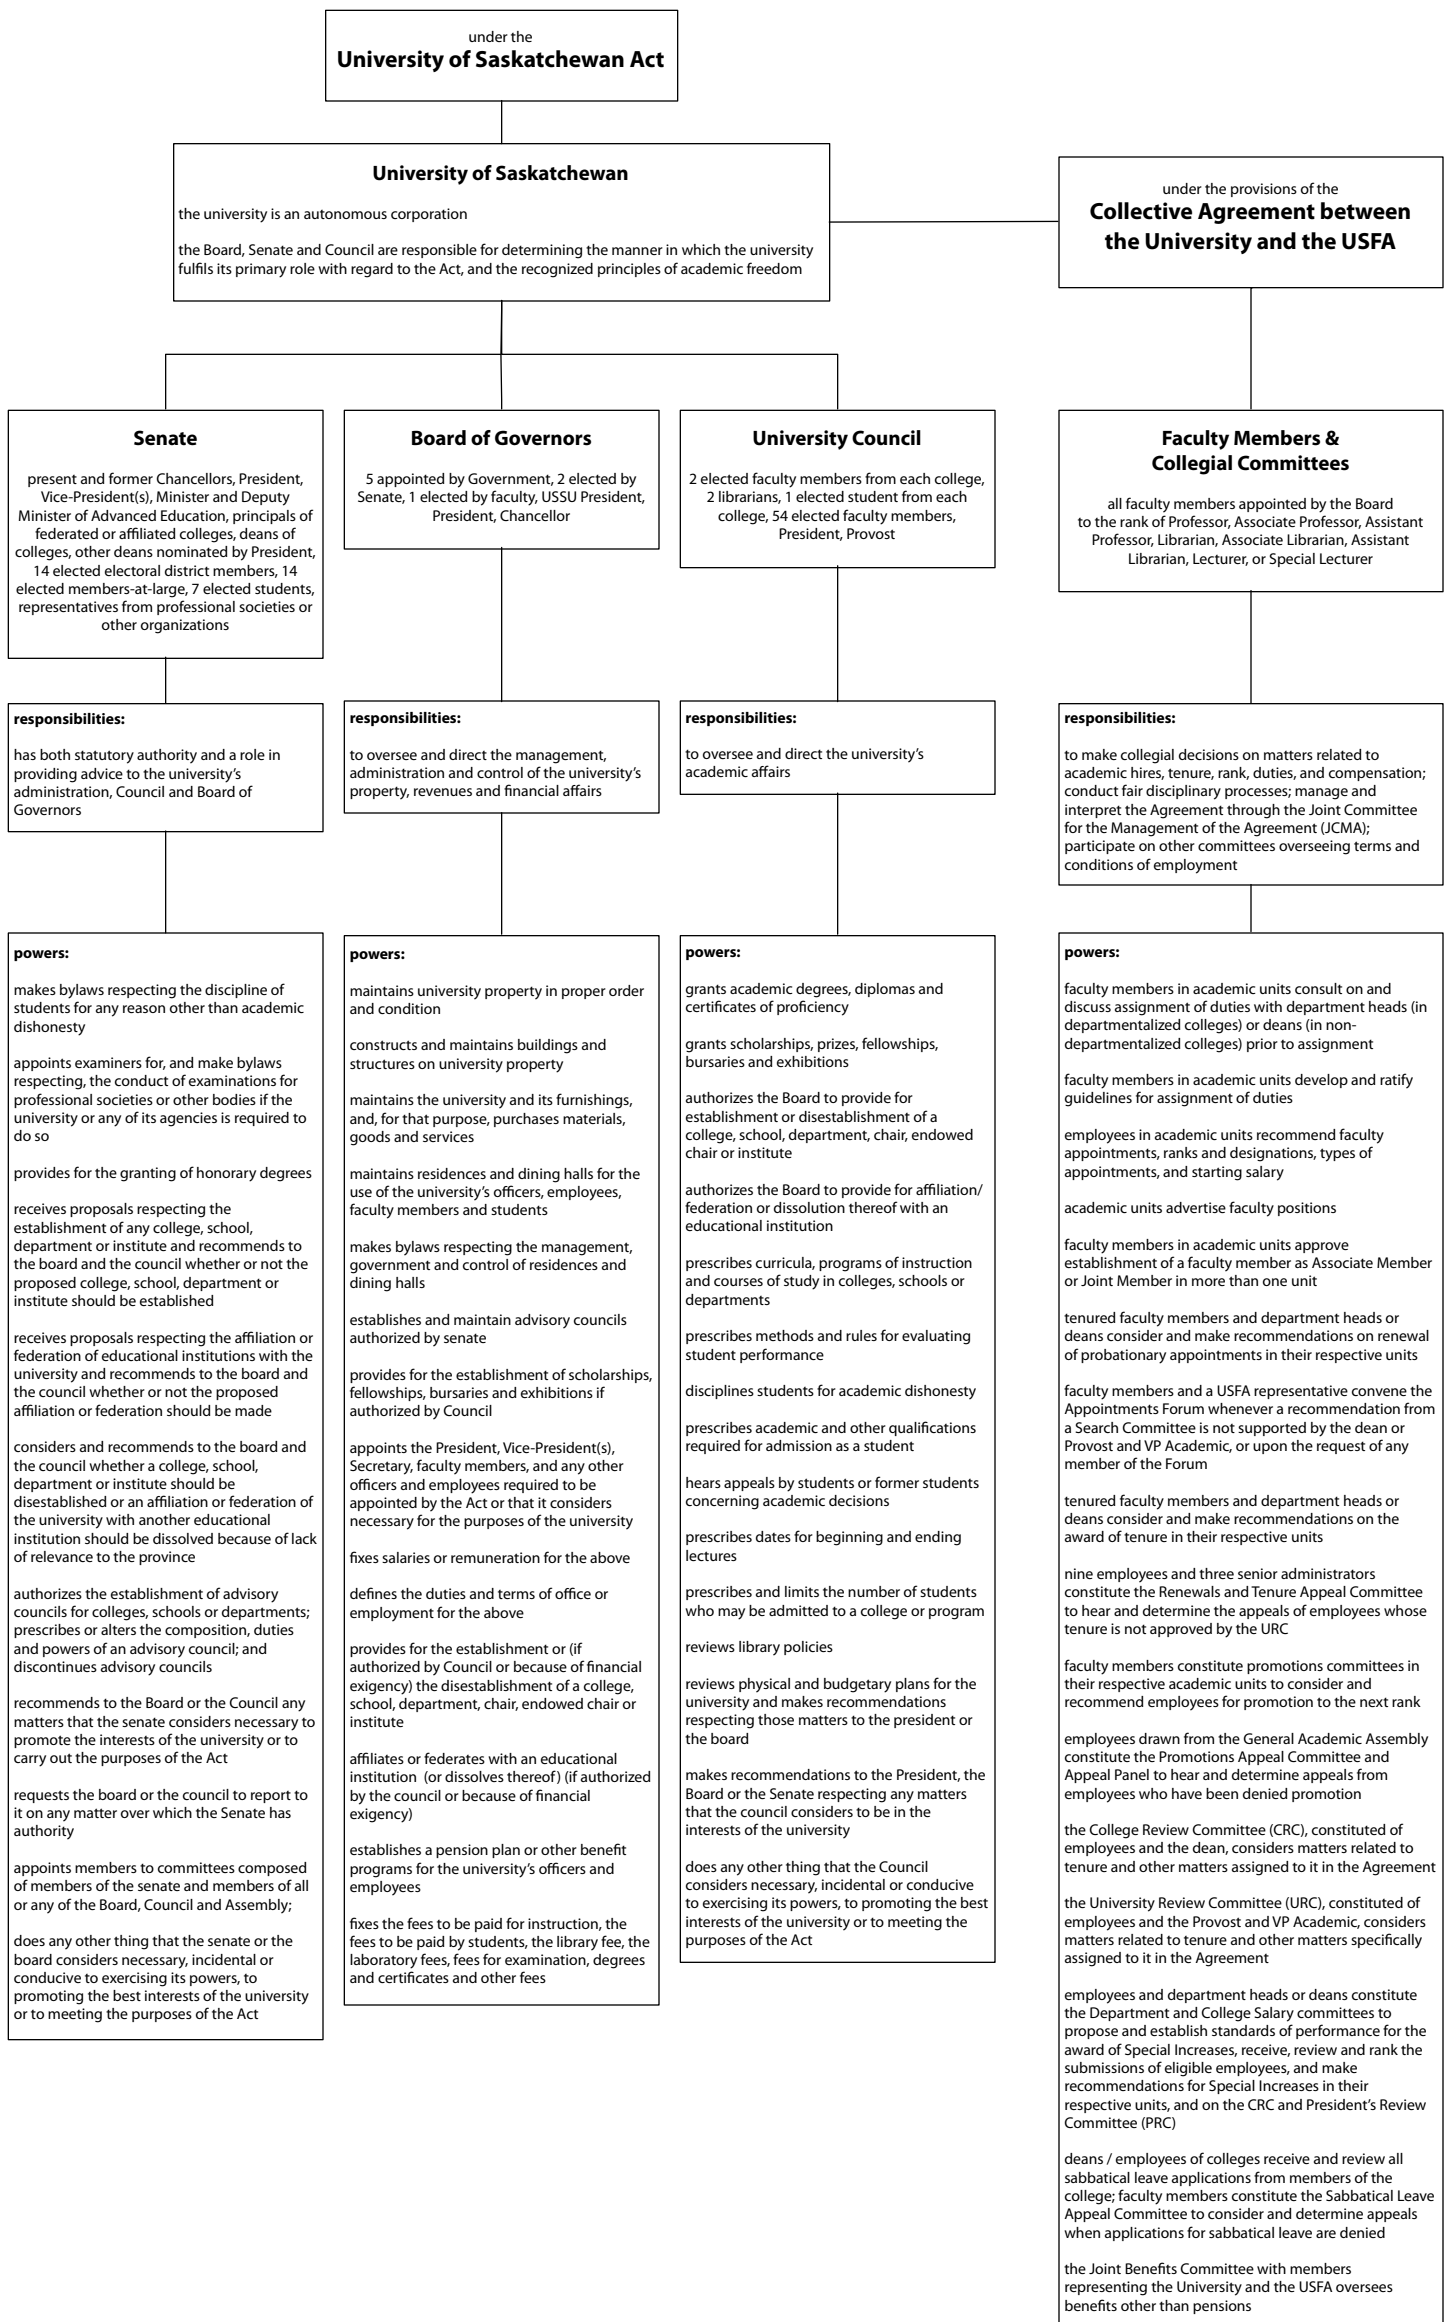 under the
University of Saskatchewan Act
University of Saskatchewan
the university is an autonomous corporation
the Board, Senate and Council are responsible for determining the manner in which the university
fulfils its primary role with regard to the Act, and the recognized principles of academic freedom
under the provisions of the
Collective Agreement between
the University and the USFA
Senate
present and former Chancellors, President,
Vice-President(s), Minister and Deputy
Minister of Advanced Education, principals of
federated or affiliated colleges, deans of
colleges, other deans nominated by President,
14 elected electoral district members, 14
elected members-at-large, 7 elected students,
representatives from professional societies or
other organizations
Board of Governors
5 appointed by Government, 2 elected by
Senate, 1 elected by faculty, USSU President,
President, Chancellor
University Council
2 elected faculty members from each college,
2 librarians, 1 elected student from each
college, 54 elected faculty members,
President, Provost
Faculty Members &
Collegial Committees
all faculty members appointed by the Board
to the rank of Professor, Associate Professor, Assistant
Professor, Librarian, Associate Librarian, Assistant
Librarian, Lecturer, or Special Lecturer
responsibilities:
has both statutory authority and a role in
providing advice to the university's
administration, Council and Board of
Governors
responsibilities:
to oversee and direct the management,
administration and control of the university's
property, revenues and financial affairs
responsibilities:
to oversee and direct the university's
academic affairs
responsibilities:
to make collegial decisions on matters related to
academic hires, tenure, rank, duties, and compensation;
conduct fair disciplinary processes; manage and
interpret the Agreement through the Joint Committee
for the Management of the Agreement (JCMA);
participate on other committees overseeing terms and
conditions of employment
powers:
makes bylaws respecting the discipline of
students for any reason other than academic
dishonesty
appoints examiners for, and make bylaws
respecting, the conduct of examinations for
professional societies or other bodies if the
university or any of its agencies is required to
do so
provides for the granting of honorary degrees
receives proposals respecting the
establishment of any college, school,
department or institute and recommends to
the board and the council whether or not the
proposed college, school, department or
institute should be established
receives proposals respecting the affiliation or
federation of educational institutions with the
university and recommends to the board and
the council whether or not the proposed
affiliation or federation should be made
considers and recommends to the board and
the council whether a college, school,
department or institute should be
disestablished or an affiliation or federation of
the university with another educational
institution should be dissolved because of lack
of relevance to the province
authorizes the establishment of advisory
councils for colleges, schools or departments;
prescribes or alters the composition, duties
and powers of an advisory council; and
discontinues advisory councils
recommends to the Board or the Council any
matters that the senate considers necessary to
promote the interests of the university or to
carry out the purposes of the Act
requests the board or the council to report to
it on any matter over which the Senate has
authority
appoints members to committees composed
of members of the senate and members of all
or any of the Board, Council and Assembly;
does any other thing that the senate or the
board considers necessary, incidental or
conducive to exercising its powers, to
promoting the best interests of the university
or to meeting the purposes of the Act
powers:
maintains university property in proper order
and condition
constructs and maintains buildings and
structures on university property
maintains the university and its furnishings,
and, for that purpose, purchases materials,
goods and services
maintains residences and dining halls for the
use of the university's officers, employees,
faculty members and students
makes bylaws respecting the management,
government and control of residences and
dining halls
establishes and maintain advisory councils
authorized by senate
provides for the establishment of scholarships,
fellowships, bursaries and exhibitions if
authorized by Council
appoints the President, Vice-President(s),
Secretary, faculty members, and any other
officers and employees required to be
appointed by the Act or that it considers
necessary for the purposes of the university
fixes salaries or remuneration for the above
defines the duties and terms of office or
employment for the above
provides for the establishment or (if
authorized by Council or because of financial
exigency) the disestablishment of a college,
school, department, chair, endowed chair or
institute
affiliates or federates with an educational
institution (or dissolves thereof) (if authorized
by the council or because of financial
exigency)
establishes a pension plan or other benefit
programs for the university's officers and
employees
fixes the fees to be paid for instruction, the
fees to be paid by students, the library fee, the
laboratory fees, fees for examination, degrees
and certificates and other fees
powers:
grants academic degrees, diplomas and
certificates of proficiency
grants scholarships, prizes, fellowships,
bursaries and exhibitions
authorizes the Board to provide for
establishment or disestablishment of a
college, school, department, chair, endowed
chair or institute
authorizes the Board to provide for affiliation/
federation or dissolution thereof with an
educational institution
prescribes curricula, programs of instruction
and courses of study in colleges, schools or
departments
prescribes methods and rules for evaluating
student performance
disciplines students for academic dishonesty
prescribes academic and other qualifications
required for admission as a student
hears appeals by students or former students
concerning academic decisions
prescribes dates for beginning and ending
lectures
prescribes and limits the number of students
who may be admitted to a college or program
reviews library policies
reviews physical and budgetary plans for the
university and makes recommendations
respecting those matters to the president or
the board
makes recommendations to the President, the
Board or the Senate respecting any matters
that the council considers to be in the
interests of the university
does any other thing that the Council
considers necessary, incidental or conducive
to exercising its powers, to promoting the best
interests of the university or to meeting the
purposes of the Act
powers:
faculty members in academic units consult on and
discuss assignment of duties with department heads (in
departmentalized colleges) or deans (in non-
departmentalized colleges) prior to assignment
faculty members in academic units develop and ratify
guidelines for assignment of duties
employees in academic units recommend faculty
appointments, ranks and designations, types of
appointments, and starting salary
academic units advertise faculty positions
faculty members in academic units approve
establishment of a faculty member as Associate Member
or Joint Member in more than one unit
tenured faculty members and department heads or
deans consider and make recommendations on renewal
of probationary appointments in their respective units
faculty members and a USFA representative convene the
Appointments Forum whenever a recommendation from
a Search Committee is not supported by the dean or
Provost and VP Academic, or upon the request of any
member of the Forum
tenured faculty members and department heads or
deans consider and make recommendations on the
award of tenure in their respective units
nine employees and three senior administrators
constitute the Renewals and Tenure Appeal Committee
to hear and determine the appeals of employees whose
tenure is not approved by the URC
faculty members constitute promotions committees in
their respective academic units to consider and
recommend employees for promotion to the next rank
employees drawn from the General Academic Assembly
constitute the Promotions Appeal Committee and
Appeal Panel to hear and determine appeals from
employees who have been denied promotion
the College Review Committee (CRC), constituted of
employees and the dean, considers matters related to
tenure and other matters assigned to it in the Agreement
the University Review Committee (URC), constituted of
employees and the Provost and VP Academic, considers
matters related to tenure and other matters specifically
assigned to it in the Agreement
employees and department heads or deans constitute
the Department and College Salary committees to
propose and establish standards of performance for the
award of Special Increases, receive, review and rank the
submissions of eligible employees, and make
recommendations for Special Increases in their
respective units, and on the CRC and President's Review
Committee (PRC)
deans / employees of colleges receive and review all
sabbatical leave applications from members of the
college; faculty members constitute the Sabbatical Leave
Appeal Committee to consider and determine appeals
when applications for sabbatical leave are denied
the Joint Benefits Committee with members
representing the University and the USFA oversees
benefits other than pensions